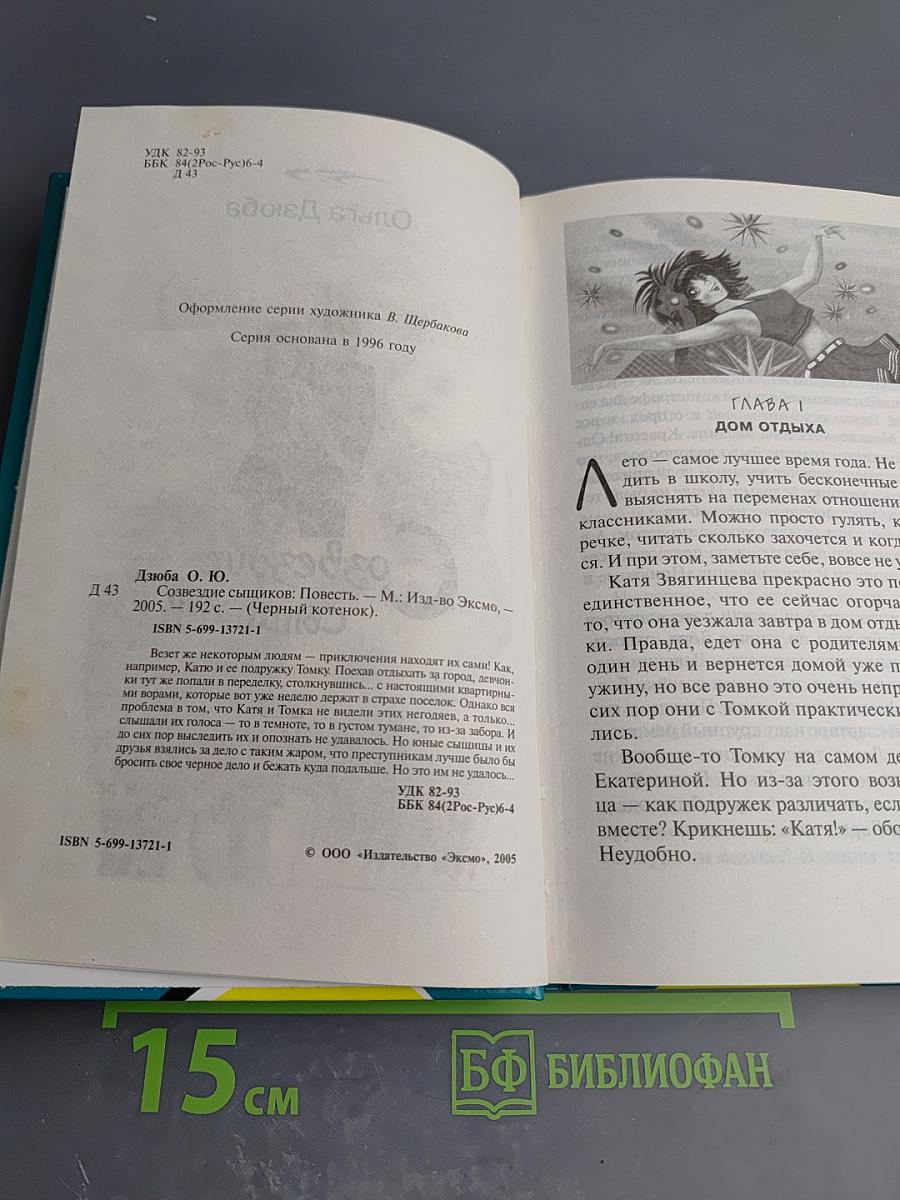 УДК 82-93
ББК 84(2Рос-Рус)6-4
Д 43
Ольга Дзюба
Оформление серии художника В. Щербакова
Серия основана в 1996 году
Дзюба О. Ю.
Д 43 Созвездие сыщиков: Повесть. — М.: Изд-во Эксмо, —
2005. — 192 с. — (Черный котенок).
ISBN 5-699-13721-1
Везет же некоторым людям — приключения находят их сами! Как,
например, Катю и ее подружку Томку. Поехав отдыхать за город, девчон-
ки тут же попали в переделку, столкнувшись... с настоящими квартирны-
ми ворами, которые вот уже неделю держат в страхе поселок. Однако вся
проблема в том, что Катя и Томка не видели этих негодяев, а только...
слышали их голоса — то в темноте, то в густом тумане, то из-за забора. И
до сих пор выследить их и опознать не удавалось. Но юные сыщицы и их
друзья взялись за дело с таким жаром, что преступникам лучше было бы
бросить свое черное дело и бежать куда подальше. Но это им не удалось...
УДК 82-93
ББК 84(2Рос-Рус)6-4
ISBN 5-699-13721-1
© ООО «Издательство «Эксмо», 2005
ГЛАВА 1
ДОМ ОТДЫХА
Лето — самое лучшее время года. Не
дить в школу, учить бесконечные
выяснять на переменах отношени
классниками. Можно просто гулять, к
речке, читать сколько захочется и ког
ся. И при этом, заметьте себе, вовсе не у
Катя Звягинцева прекрасно это по
единственное, что ее сейчас огорча
то, что она уезжала завтра в дом отды
ки. Правда, едет она с родителям
один день и вернется домой уже п
ужину, но все равно это очень непр
сих пор они с Томкой практически
лись.
Вообще-то Томку на самом де
Екатериной. Но из-за этого возн
ца — как подружек различать, есл
вместе? Крикнешь: «Катя!» — обо
Неудобно.
15 см
БФ БИБЛИОФАН